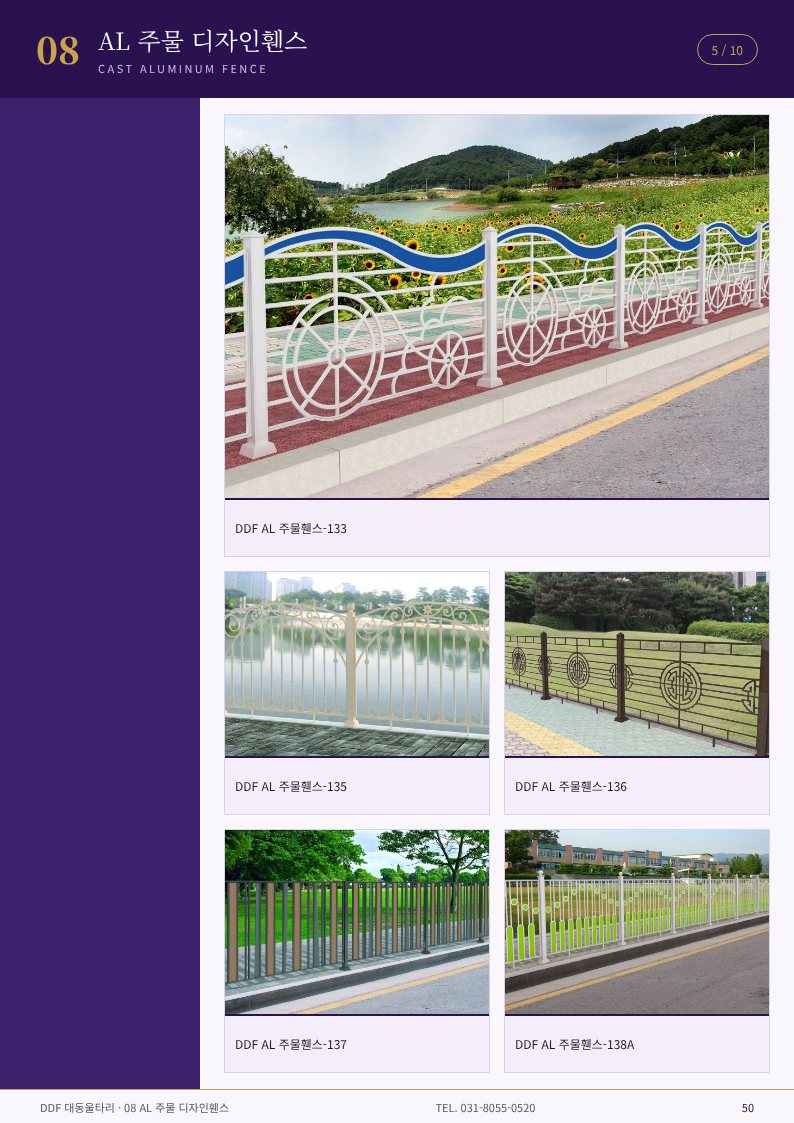 08
AL 주물 디자인휀스
CAST ALUMINUM FENCE
5 / 10
DDF AL 주물휀스-133
DDF AL 주물휀스-135
DDF AL 주물휀스-136
DDF AL 주물휀스-137
DDF AL 주물휀스-138A
DDF 대동울타리 · 08 AL 주물 디자인휀스
TEL. 031-8055-0520
50